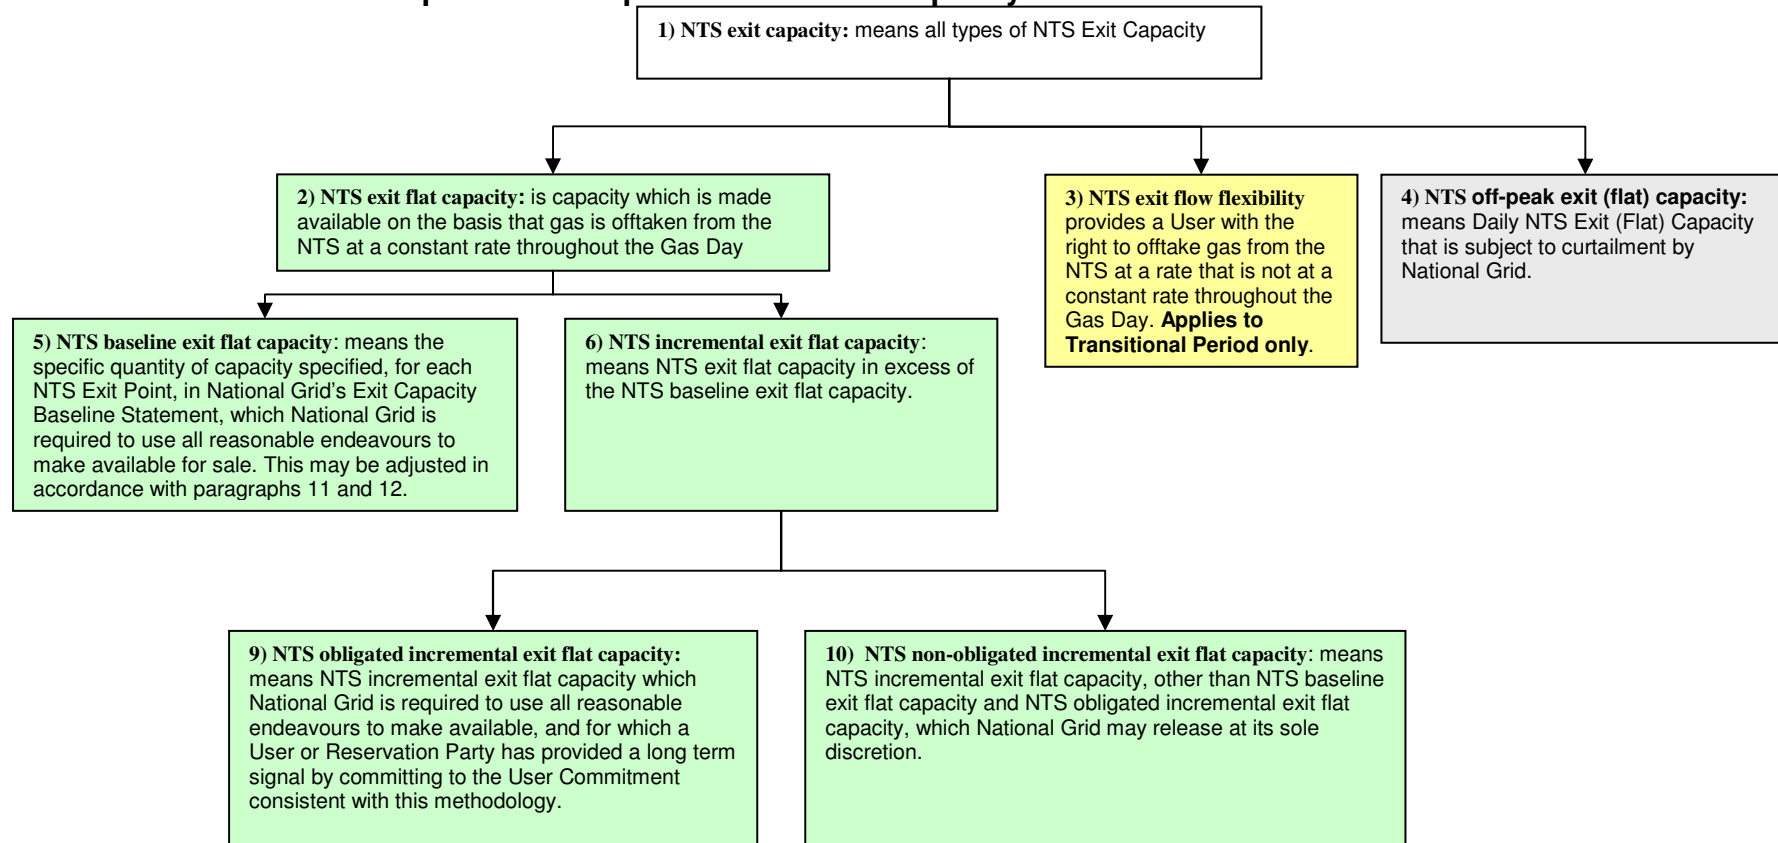 1) NTS exit capacity: means all types of NTS Exit Capacity
2) NTS exit flat capacity: is capacity which is made
available on the basis that gas is offtaken from the
NTS at a constant rate throughout the Gas Day
3) NTS exit flow flexibility
provides a User with the
right to offtake gas from the
NTS at a rate that is not at a
constant rate throughout the
Gas Day. Applies to
Transitional Period only.
4) NTS off-peak exit (flat) capacity:
means Daily NTS Exit (Flat) Capacity
that is subject to curtailment by
National Grid.
5) NTS baseline exit flat capacity: means the
specific quantity of capacity specified, for each
NTS Exit Point, in National Grid's Exit Capacity
Baseline Statement, which National Grid is
required to use all reasonable endeavours to
make available for sale. This may be adjusted in
accordance with paragraphs 11 and 12.
6) NTS incremental exit flat capacity:
means NTS exit flat capacity in excess of
the NTS baseline exit flat capacity.
9) NTS obligated incremental exit flat capacity:
means NTS incremental exit flat capacity which
National Grid is required to use all reasonable
endeavours to make available, and for which a
User or Reservation Party has provided a long term
signal by committing to the User Commitment
consistent with this methodology.
10) NTS non-obligated incremental exit flat capacity: means
NTS incremental exit flat capacity, other than NTS baseline
exit flat capacity and NTS obligated incremental exit flat
capacity, which National Grid may release at its sole
discretion.